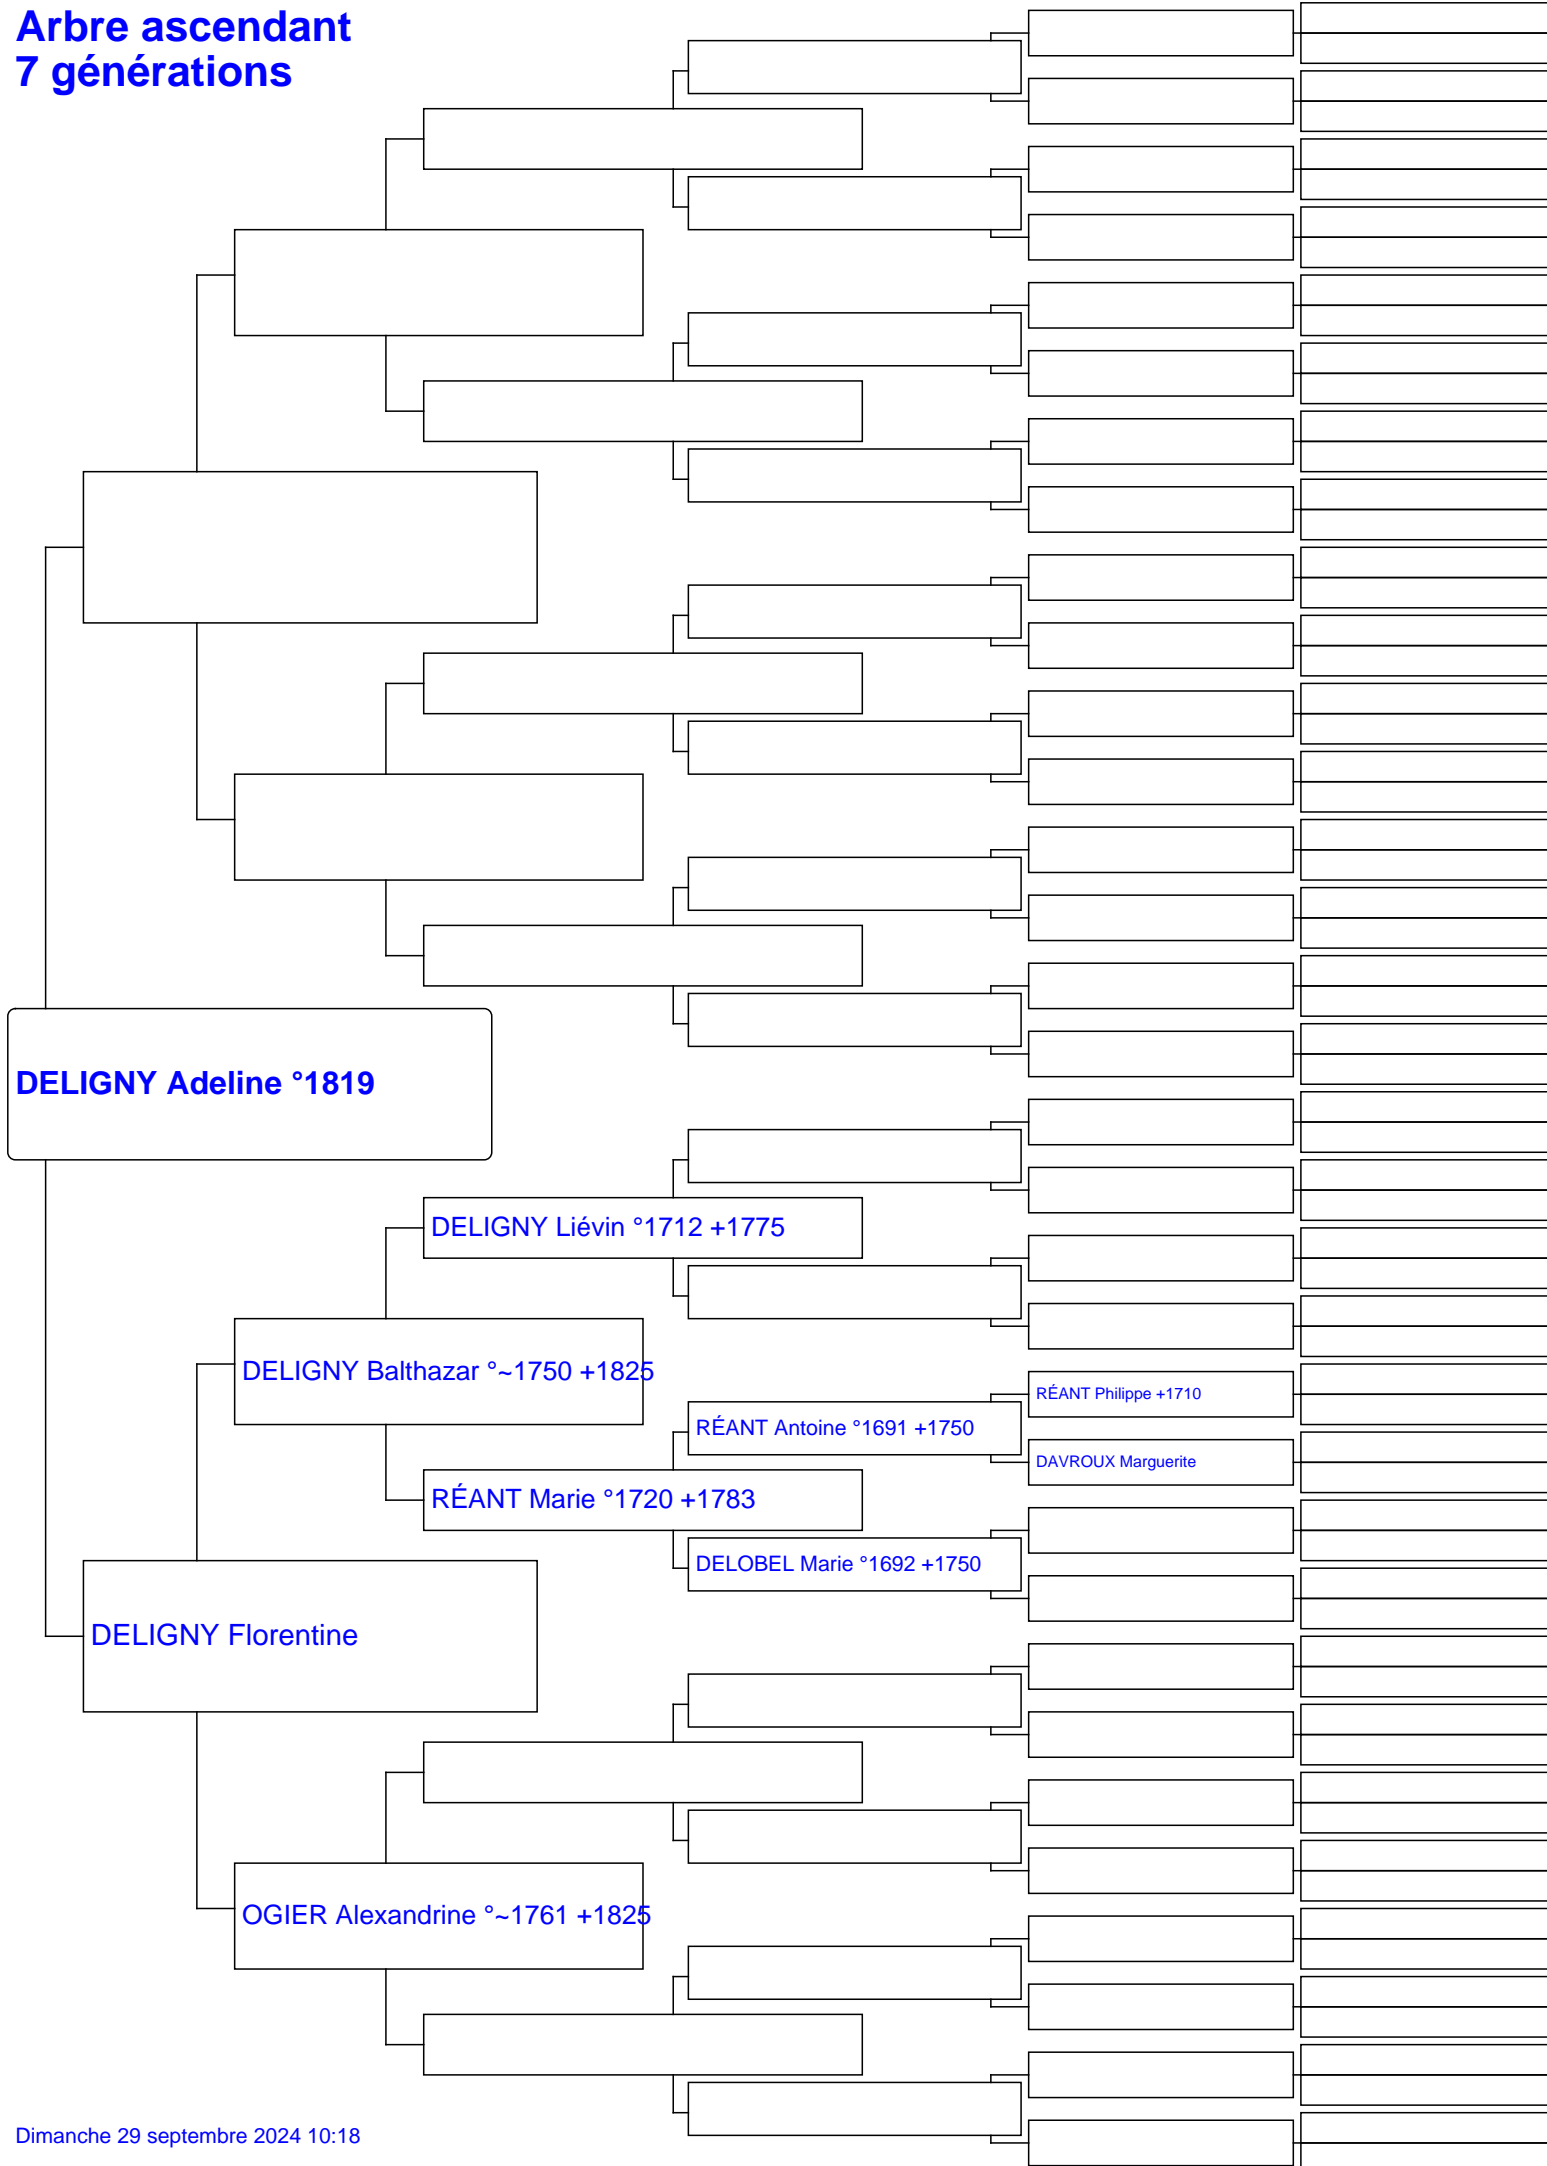 Arbre ascendant
7 générations
DELIGNY Adeline °1819
DELIGNY Liévin °1712 +1775
DELIGNY Balthazar °~1750 +1825
RÉANT Philippe +1710
RÉANT Antoine °1691 +1750
DAVROUX Marguerite
RÉANT Marie °1720 +1783
DELOBEL Marie °1692 +1750
DELIGNY Florentine
OGIER Alexandrine °~1761 +1825
Dimanche 29 septembre 2024 10:18